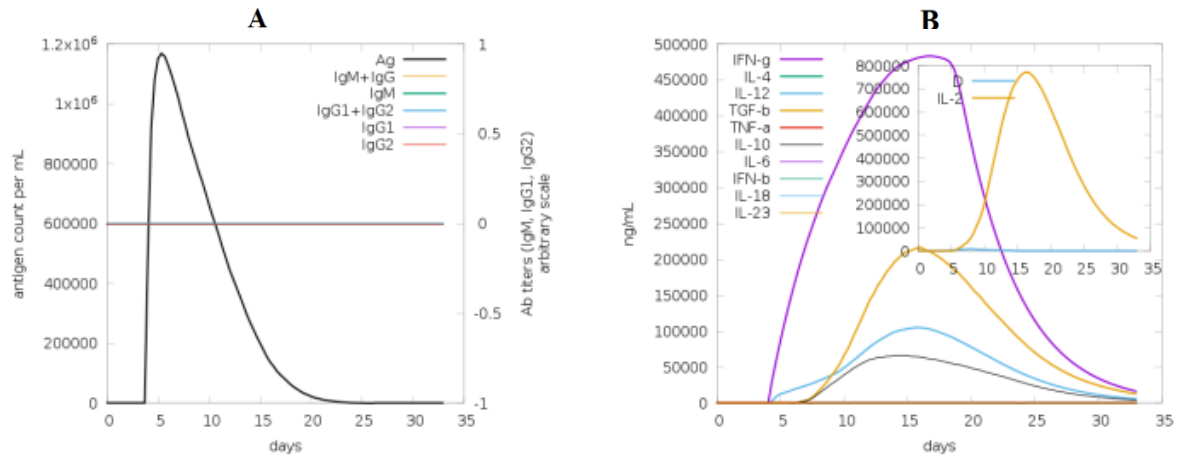 A
1.2×10⁶
1×10⁶
800000
600000
400000
200000
0
antigen count per mL
0 5 10 15 20 25 30 35
days
1
0.5
0
-0.5
-1
Ab titers (IgM, IgG1, IgG2)
arbitrary scale
Ag
IgM+IgG
IgM
IgG1+IgG2
IgG1
IgG2
B
500000
450000
400000
350000
300000
250000
200000
150000
100000
50000
0
ng/mL
0 5 10 15 20 25 30 35
days
IFN-g
IL-4
IL-12
TGF-b
TNF-a
IL-10
IL-6
IFN-b
IL-18
IL-23
800000
700000
600000
500000
400000
300000
200000
100000
0
0 5 10 15 20 25 30 35
D
IL-2